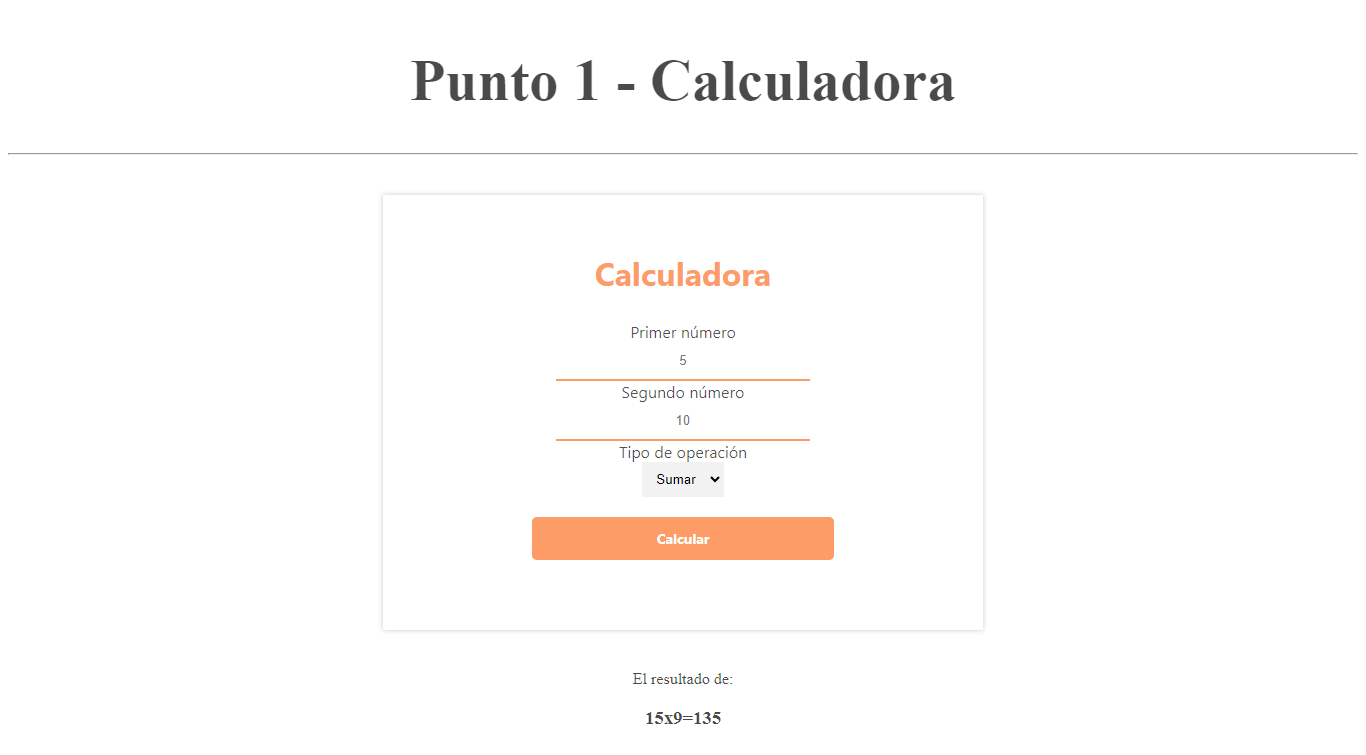 Punto 1 - Calculadora
Calculadora
Primer número
5
Segundo número
10
Tipo de operación
Sumar
Calcular
El resultado de:
15x9=135